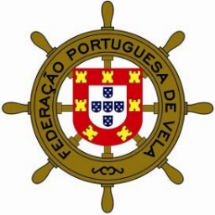 FEDERAÇÃO PORTUGUESA DE VELA